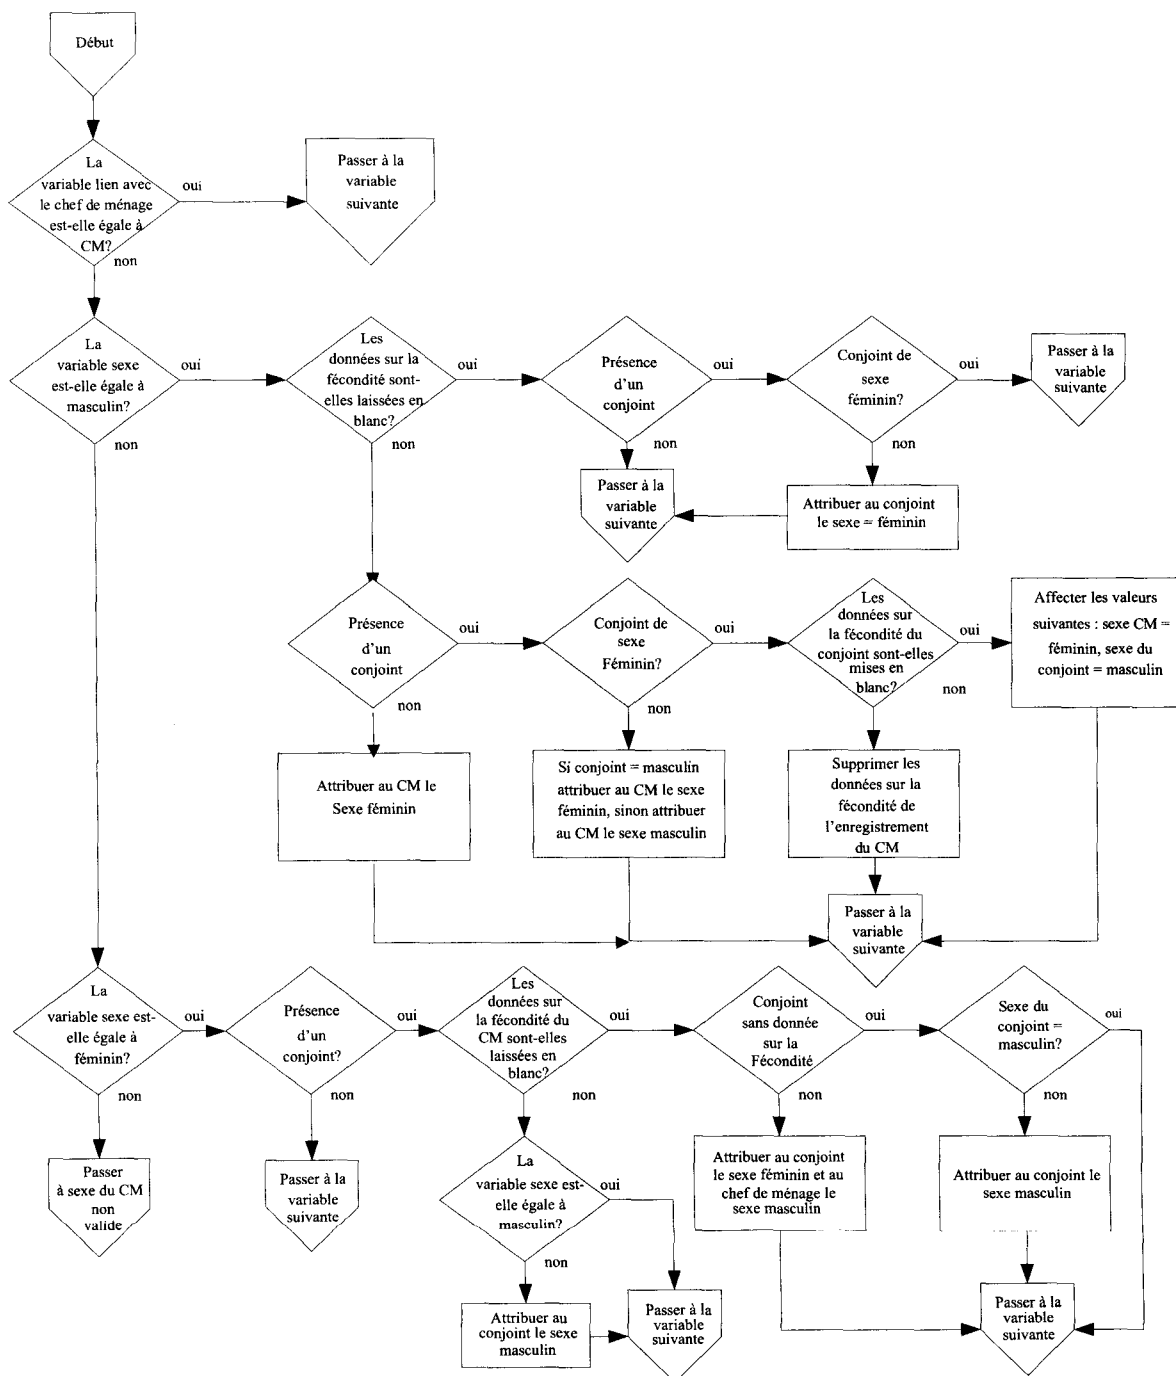 Début
La
variable lien avec
le chef de ménage
est-elle égale à
CM?
oui
Passer à la
variable
suivante
non
La
variable sexe
est-elle égale à
masculin?
oui
Les
données sur la
fécondité sont-
elles laissées en
blanc?
oui
Présence
d'un
conjoint
oui
Conjoint de
sexe
féminin?
oui
Passer à la
variable
suivante
non
non
non
non
Passer à la
variable
suivante
Attribuer au conjoint
le sexe = féminin
Présence
d'un
conjoint
oui
Conjoint de
sexe
Féminin?
oui
Les
données sur
la fécondité du
conjoint sont-elles
mises en
blanc?
oui
Affecter les valeurs
suivantes : sexe CM =
féminin, sexe du
conjoint = masculin
non
non
non
Attribuer au CM le
Sexe féminin
Si conjoint = masculin
attribuer au CM le sexe
féminin, sinon attribuer
au CM le sexe masculin
Supprimer les
données sur la
fécondité de
l'enregistrement
du CM
Passer à la
variable
suivante
La
variable sexe est-
elle égale à
féminin?
oui
Présence
d'un
conjoint?
oui
Les
données sur
la fécondité du
CM sont-elles
laissées en
blanc?
oui
Conjoint
sans donnée
sur la
Fécondité
oui
Sexe du
conjoint =
masculin?
oui
non
non
non
non
non
Passer
à sexe du CM
non
valide
Passer à la
variable
suivante
La
variable sexe est-
elle égale à
masculin?
oui
Attribuer au conjoint
le sexe féminin et au
chef de ménage le
sexe masculin
Attribuer au conjoint le
sexe masculin
non
Attribuer au
conjoint le sexe
masculin
Passer à la
variable
suivante
Passer à la
variable
suivante